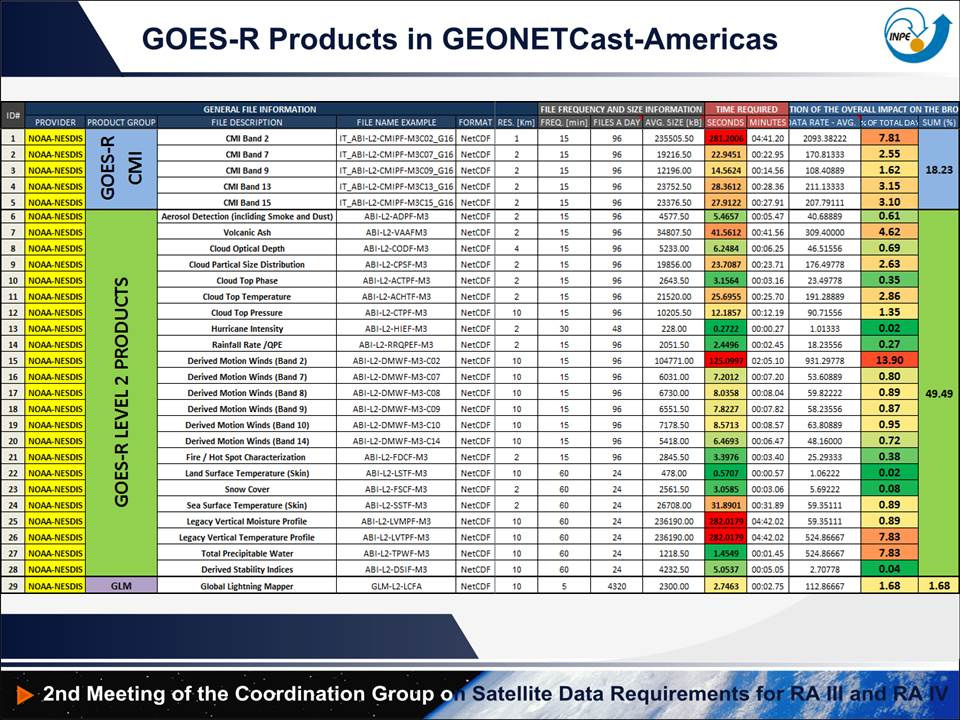 GOES-R Products in GEONETCast-Americas
INPE
ID# GENERAL FILE INFORMATION FILE FREQUENCY AND SIZE INFORMATION TIME REQUIRED TION OF THE OVERALL IMPACT ON THE BRO
PROVIDER PRODUCT GROUP FILE DESCRIPTION FILE NAME EXAMPLE FORMAT RES. [Km] FREQ. [min] FILES A DAY AVG. SIZE [kB] SECONDS MINUTES DATA RATE - AVG. % OF TOTAL DAY SUM (%)
GOES-R CMI
18.23
1 NOAA-NESDIS CMI Band 2 IT_ABI-L2-CMIPF-M3C02_G16 NetCDF 1 15 96 235505.50 281.2006 04:41.20 2093.38222 7.81
2 NOAA-NESDIS CMI Band 7 IT_ABI-L2-CMIPF-M3C07_G16 NetCDF 2 15 96 19216.50 22.9451 00:22.95 170.81333 2.55
3 NOAA-NESDIS CMI Band 9 IT_ABI-L2-CMIPF-M3C09_G16 NetCDF 2 15 96 12196.00 14.5624 00:14.56 108.40889 1.62
4 NOAA-NESDIS CMI Band 13 IT_ABI-L2-CMIPF-M3C13_G16 NetCDF 2 15 96 23752.50 28.3612 00:28.36 211.13333 3.15
5 NOAA-NESDIS CMI Band 15 IT_ABI-L2-CMIPF-M3C15_G16 NetCDF 2 15 96 23376.50 27.9122 00:27.91 207.79111 3.10
GOES-R LEVEL 2 PRODUCTS
49.49
6 NOAA-NESDIS Aerosol Detection (incliding Smoke and Dust) ABI-L2-ADPF-M3 NetCDF 2 15 96 4577.50 5.4657 00:05.47 40.68889 0.61
7 NOAA-NESDIS Volcanic Ash ABI-L2-VAAFM3 NetCDF 2 15 96 34807.50 41.5612 00:41.56 309.40000 4.62
8 NOAA-NESDIS Cloud Optical Depth ABI-L2-CODF-M3 NetCDF 4 15 96 5233.00 6.2484 00:06.25 46.51556 0.69
9 NOAA-NESDIS Cloud Partical Size Distribution ABI-L2-CPSF-M3 NetCDF 2 15 96 19856.00 23.7087 00:23.71 176.49778 2.63
10 NOAA-NESDIS Cloud Top Phase ABI-L2-ACTPF-M3 NetCDF 2 15 96 2643.50 3.1564 00:03.16 23.49778 0.35
11 NOAA-NESDIS Cloud Top Temperature ABI-L2-ACHTF-M3 NetCDF 2 15 96 21520.00 25.6955 00:25.70 191.28889 2.86
12 NOAA-NESDIS Cloud Top Pressure ABI-L2-CTPF-M3 NetCDF 10 15 96 10205.50 12.1857 00:12.19 90.71556 1.35
13 NOAA-NESDIS Hurricane Intensity ABI-L2-HIEF-M3 NetCDF 2 30 48 228.00 0.2722 00:00.27 1.01333 0.02
14 NOAA-NESDIS Rainfall Rate /QPE ABI-L2-RRQPEF-M3 NetCDF 2 15 96 2051.50 2.4496 00:02.45 18.23556 0.27
15 NOAA-NESDIS Derived Motion Winds (Band 2) ABI-L2-DMWF-M3-C02 NetCDF 10 15 96 104771.00 125.0997 02:05.10 931.29778 13.90
16 NOAA-NESDIS Derived Motion Winds (Band 7) ABI-L2-DMWF-M3-C07 NetCDF 10 15 96 6031.00 7.2012 00:07.20 53.60889 0.80
17 NOAA-NESDIS Derived Motion Winds (Band 8) ABI-L2-DMWF-M3-C08 NetCDF 10 15 96 6730.00 8.0358 00:08.04 59.82222 0.89
18 NOAA-NESDIS Derived Motion Winds (Band 9) ABI-L2-DMWF-M3-C09 NetCDF 10 15 96 6551.50 7.8227 00:07.82 58.23556 0.87
19 NOAA-NESDIS Derived Motion Winds (Band 10) ABI-L2-DMWF-M3-C10 NetCDF 10 15 96 7178.50 8.5713 00:08.57 63.80889 0.95
20 NOAA-NESDIS Derived Motion Winds (Band 14) ABI-L2-DMWF-M3-C14 NetCDF 10 15 96 5418.00 6.4693 00:06.47 48.16000 0.72
21 NOAA-NESDIS Fire / Hot Spot Characterization ABI-L2-FDCF-M3 NetCDF 2 15 96 2845.50 3.3976 00:03.40 25.29333 0.38
22 NOAA-NESDIS Land Surface Temperature (Skin) ABI-L2-LSTF-M3 NetCDF 10 60 24 478.00 0.5707 00:00.57 1.06222 0.02
23 NOAA-NESDIS Snow Cover ABI-L2-FSCF-M3 NetCDF 2 60 24 2561.50 3.0585 00:03.06 5.69222 0.08
24 NOAA-NESDIS Sea Surface Temperature (Skin) ABI-L2-SSTF-M3 NetCDF 2 60 24 26708.00 31.8901 00:31.89 59.35111 0.89
25 NOAA-NESDIS Legacy Vertical Moisture Profile ABI-L2-LVMPF-M3 NetCDF 10 60 24 236190.00 282.0179 04:42.02 59.35111 0.89
26 NOAA-NESDIS Legacy Vertical Temperature Profile ABI-L2-LVTPF-M3 NetCDF 10 60 24 236190.00 282.0179 04:42.02 524.86667 7.83
27 NOAA-NESDIS Total Precipitable Water ABI-L2-TPWF-M3 NetCDF 10 60 24 1218.50 1.4549 00:01.45 524.86667 7.83
28 NOAA-NESDIS Derived Stability Indices ABI-L2-DSIF-M3 NetCDF 10 60 24 4232.50 5.0537 00:05.05 2.70778 0.04
29 NOAA-NESDIS GLM Global Lightning Mapper GLM-L2-LCFA NetCDF 10 5 4320 2300.00 2.7463 00:02.75 112.86667 1.68 1.68
2nd Meeting of the Coordination Group on Satellite Data Requirements for RA III and RA IV